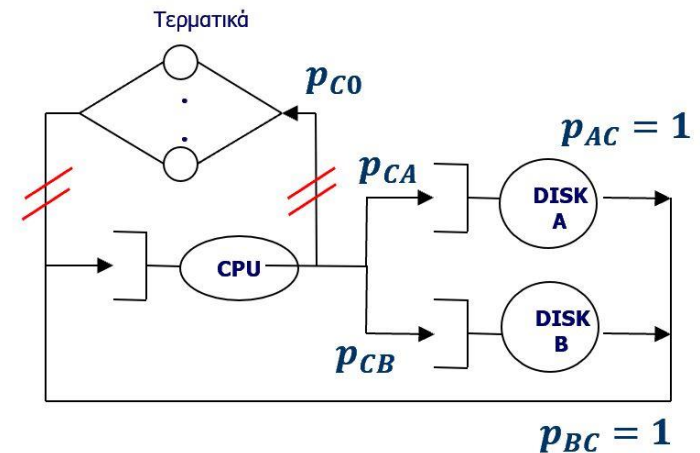 Τερματικά
p_{C0}
p_{AC} = 1
p_{CA}
DISK
A
CPU
DISK
B
p_{CB}
p_{BC} = 1